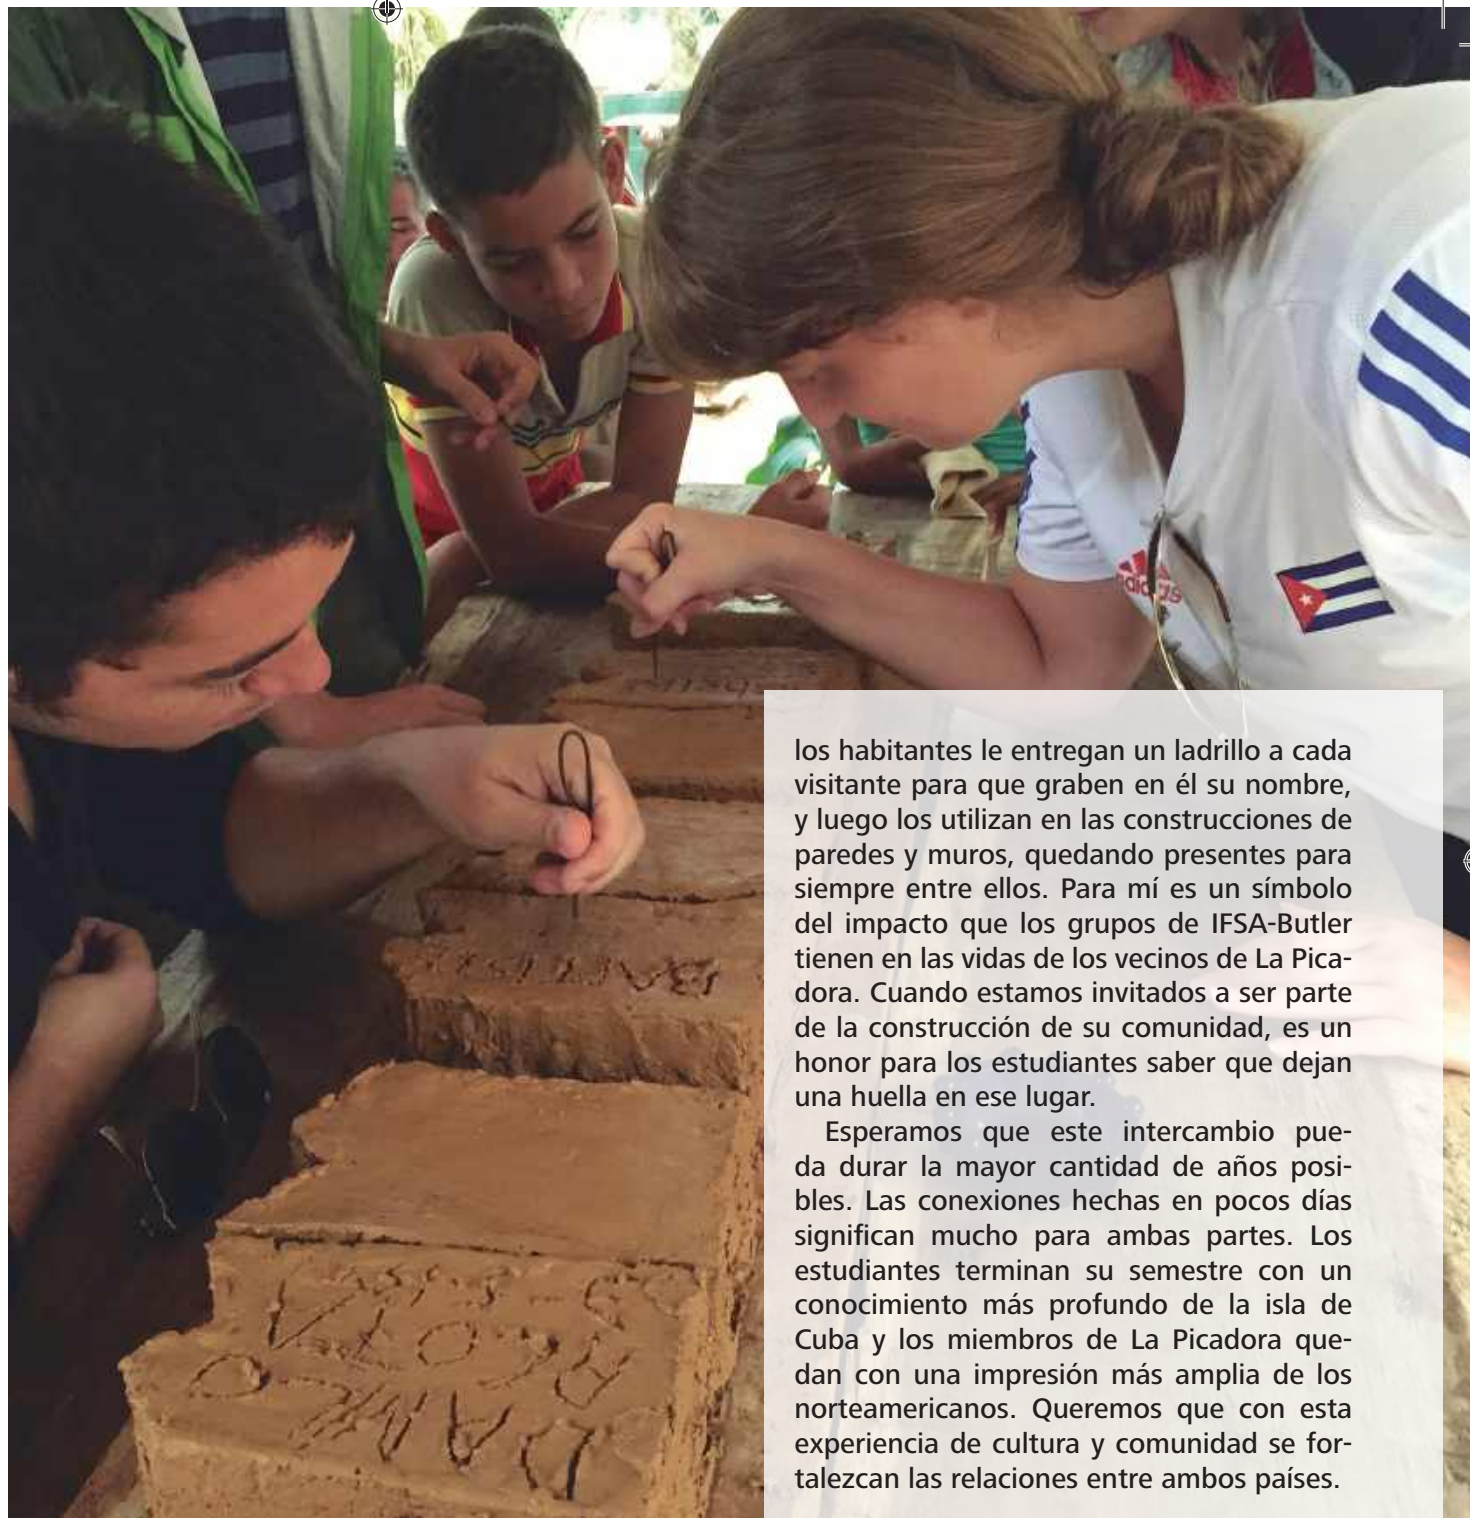 adidas
los habitantes le entregan un ladrillo a cada
visitante para que graben en él su nombre,
y luego los utilizan en las construcciones de
paredes y muros, quedando presentes para
siempre entre ellos. Para mí es un símbolo
del impacto que los grupos de IFSA-Butler
tienen en las vidas de los vecinos de La Pica-
dora. Cuando estamos invitados a ser parte
de la construcción de su comunidad, es un
honor para los estudiantes saber que dejan
una huella en ese lugar.
Esperamos que este intercambio pue-
da durar la mayor cantidad de años posi-
bles. Las conexiones hechas en pocos días
significan mucho para ambas partes. Los
estudiantes terminan su semestre con un
conocimiento más profundo de la isla de
Cuba y los miembros de La Picadora que-
dan con una impresión más amplia de los
norteamericanos. Queremos que con esta
experiencia de cultura y comunidad se for-
talezcan las relaciones entre ambos países.